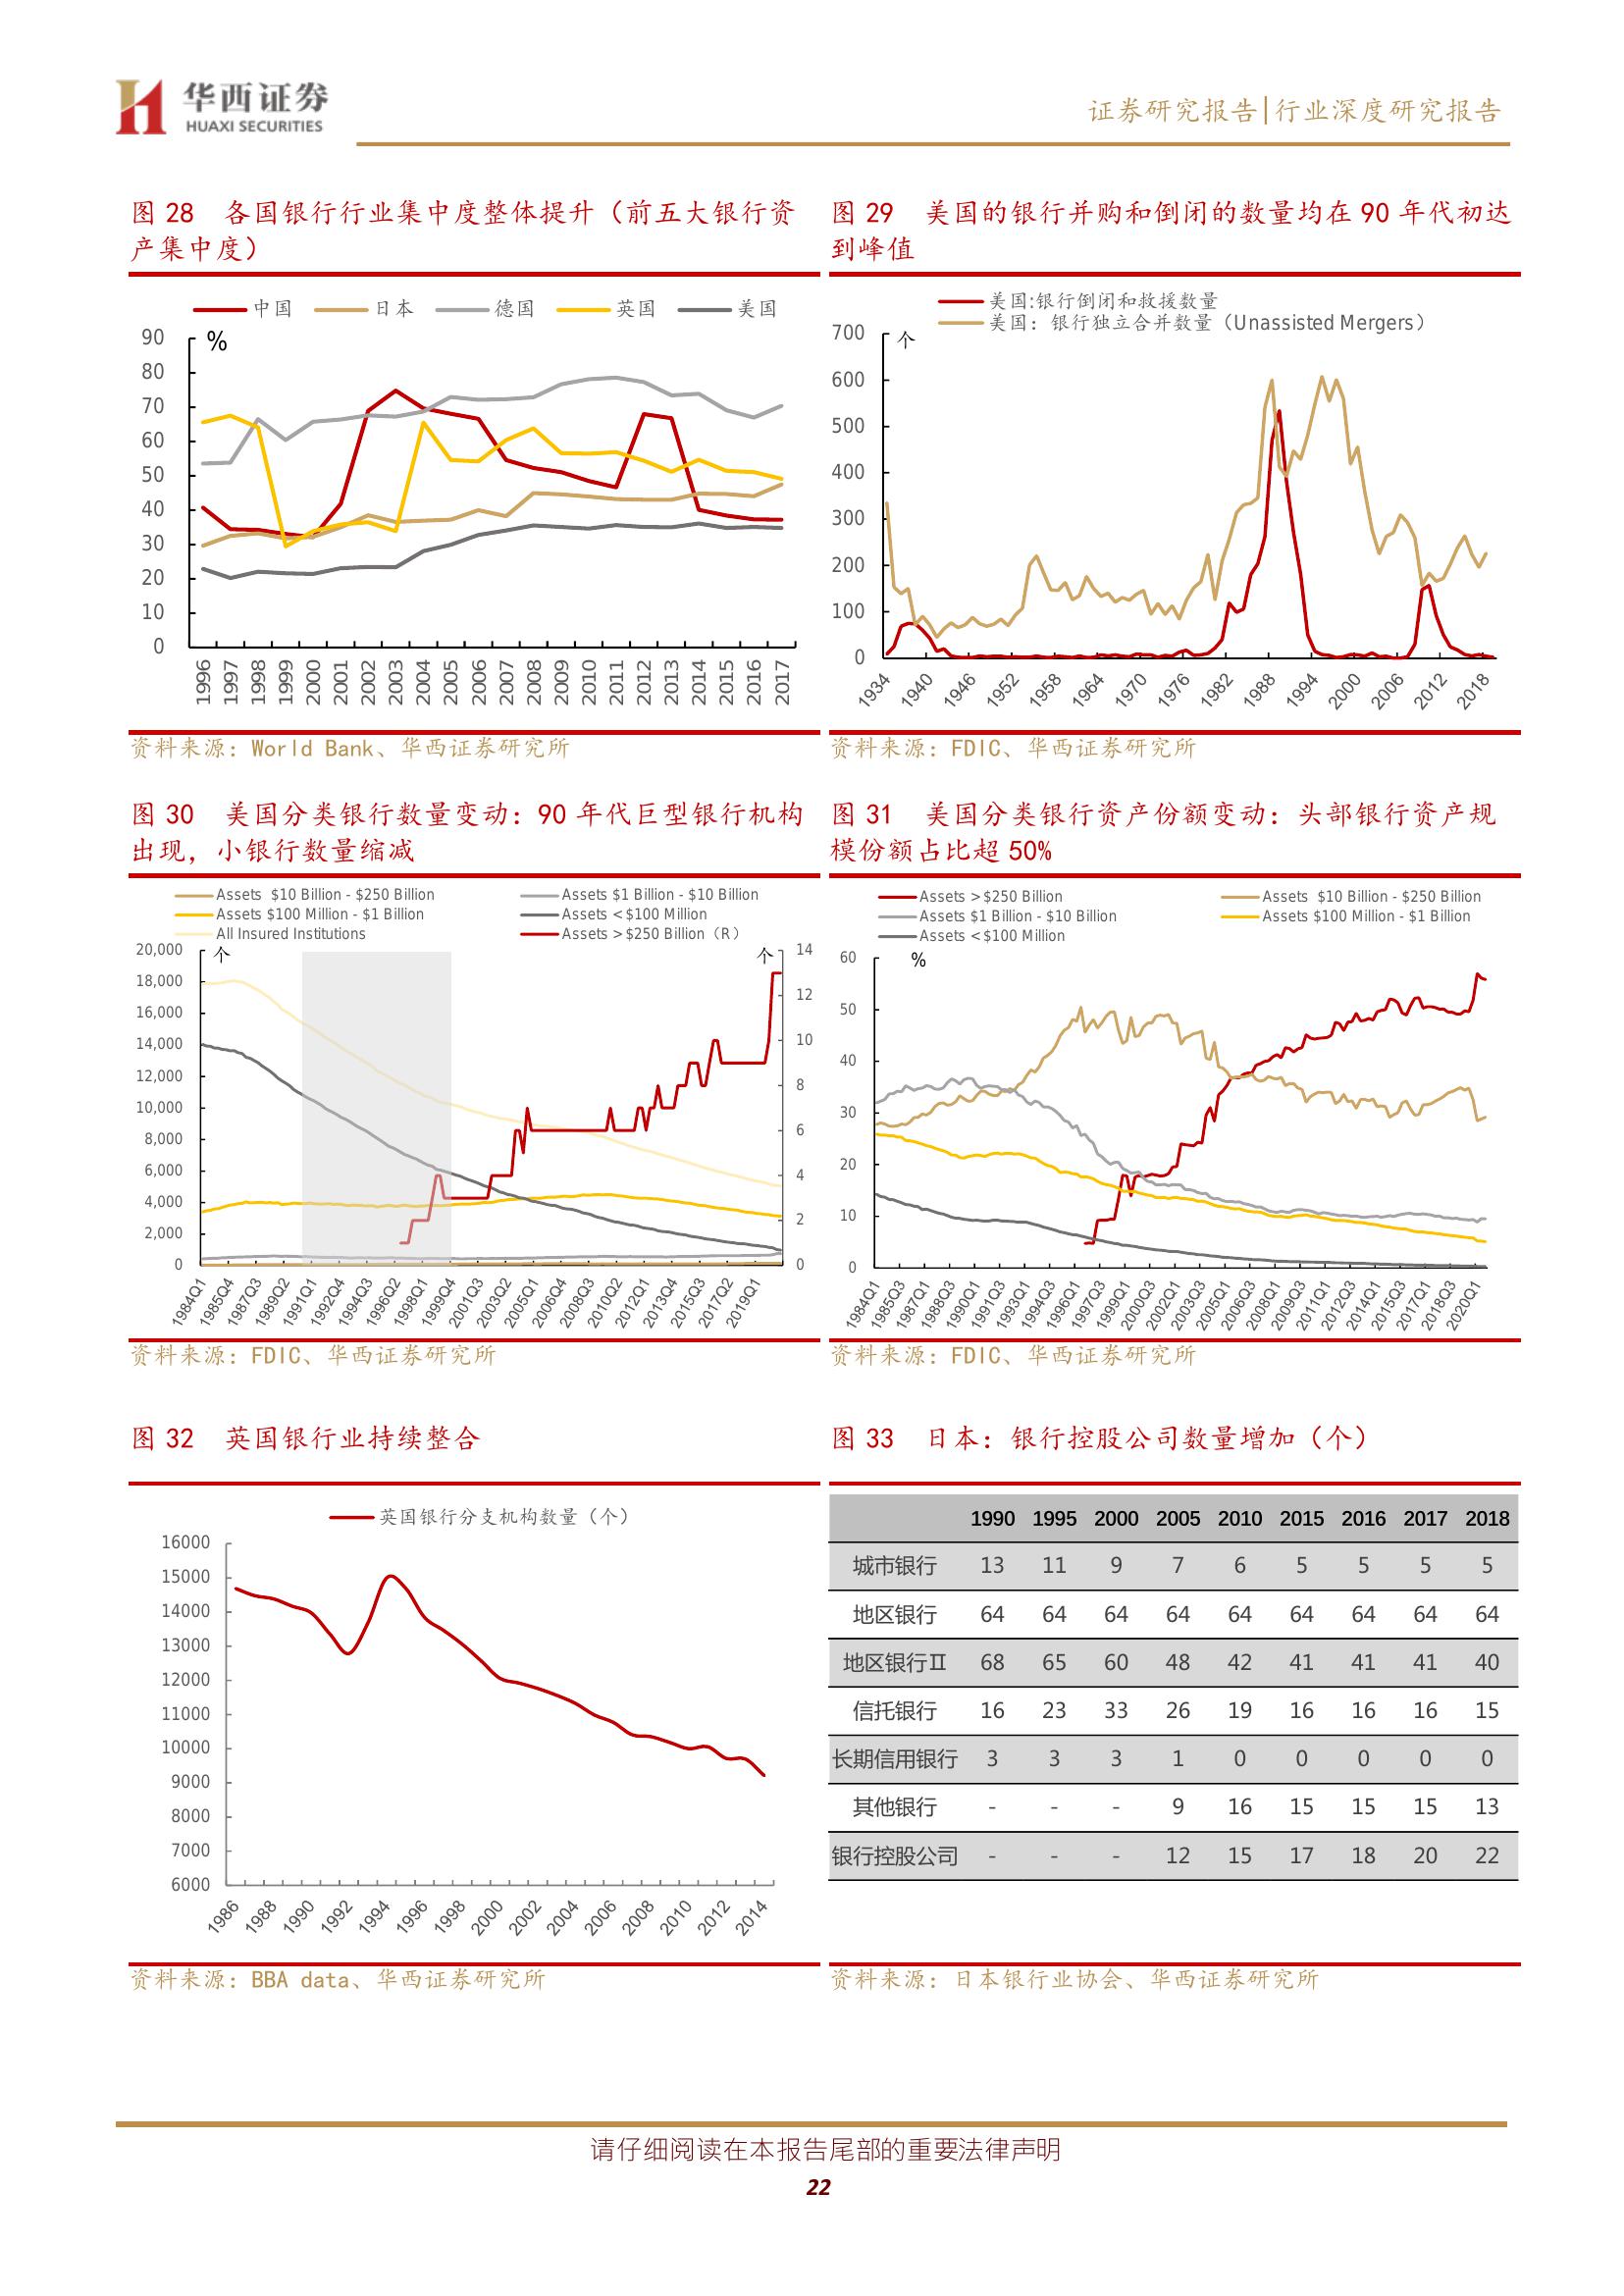 华西证券
HUAXI SECURITIES
证券研究报告|行业深度研究报告
图 28 各国银行行业集中度整体提升（前五大银行资
产集中度）
中国 日本 德国 英国 美国
%
90
80
70
60
50
40
30
20
10
0
1996 1997 1998 1999 2000 2001 2002 2003 2004 2005 2006 2007 2008 2009 2010 2011 2012 2013 2014 2015 2016 2017
资料来源：World Bank、华西证券研究所
图 29 美国的银行并购和倒闭的数量均在 90 年代初达
到峰值
美国:银行倒闭和救援数量
美国：银行独立合并数量（Unassisted Mergers）
个
700
600
500
400
300
200
100
0
1934 1940 1946 1952 1958 1964 1970 1976 1982 1988 1994 2000 2006 2012 2018
资料来源：FDIC、华西证券研究所
图 30 美国分类银行数量变动：90 年代巨型银行机构
出现，小银行数量缩减
Assets $10 Billion - $250 Billion Assets $1 Billion - $10 Billion
Assets $100 Million - $1 Billion Assets <$100 Million
All Insured Institutions Assets >$250 Billion（R）
个 个
20,000
18,000
16,000
14,000
12,000
10,000
8,000
6,000
4,000
2,000
0
14
12
10
8
6
4
2
0
1984Q1 1985Q4 1987Q3 1989Q2 1991Q1 1992Q4 1994Q3 1996Q2 1998Q1 1999Q4 2001Q3 2003Q2 2005Q1 2006Q4 2008Q3 2010Q2 2012Q1 2013Q4 2015Q3 2017Q2 2019Q1
资料来源：FDIC、华西证券研究所
图 31 美国分类银行资产份额变动：头部银行资产规
模份额占比超 50%
Assets >$250 Billion Assets $10 Billion - $250 Billion
Assets $1 Billion - $10 Billion Assets $100 Million - $1 Billion
Assets <$100 Million
%
60
50
40
30
20
10
0
1984Q1 1985Q3 1987Q1 1988Q3 1990Q1 1991Q3 1993Q1 1994Q3 1996Q1 1997Q3 1999Q1 2000Q3 2002Q1 2003Q3 2005Q1 2006Q3 2008Q1 2009Q3 2011Q1 2012Q3 2014Q1 2015Q3 2017Q1 2018Q3 2020Q1
资料来源：FDIC、华西证券研究所
图 32 英国银行业持续整合
英国银行分支机构数量（个）
16000
15000
14000
13000
12000
11000
10000
9000
8000
7000
6000
1986 1988 1990 1992 1994 1996 1998 2000 2002 2004 2006 2008 2010 2012 2014
资料来源：BBA data、华西证券研究所
图 33 日本：银行控股公司数量增加（个）
1990 1995 2000 2005 2010 2015 2016 2017 2018
城市银行 13 11 9 7 6 5 5 5 5
地区银行 64 64 64 64 64 64 64 64 64
地区银行Ⅱ 68 65 60 48 42 41 41 41 40
信托银行 16 23 33 26 19 16 16 16 15
长期信用银行 3 3 3 1 0 0 0 0 0
其他银行 - - - 9 16 15 15 15 13
银行控股公司 - - - 12 15 17 18 20 22
资料来源：日本银行业协会、华西证券研究所
请仔细阅读在本报告尾部的重要法律声明
22